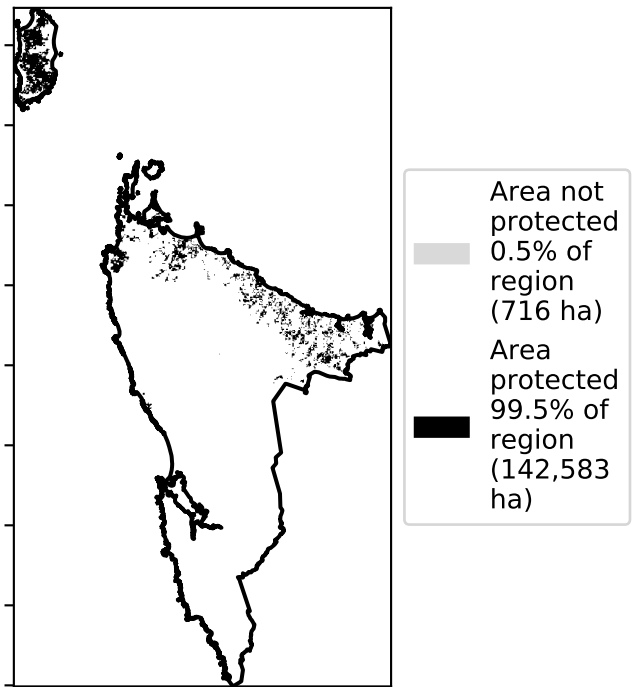 Area not
protected
0.5% of
region
(716 ha)
Area
protected
99.5% of
region
(142,583
ha)